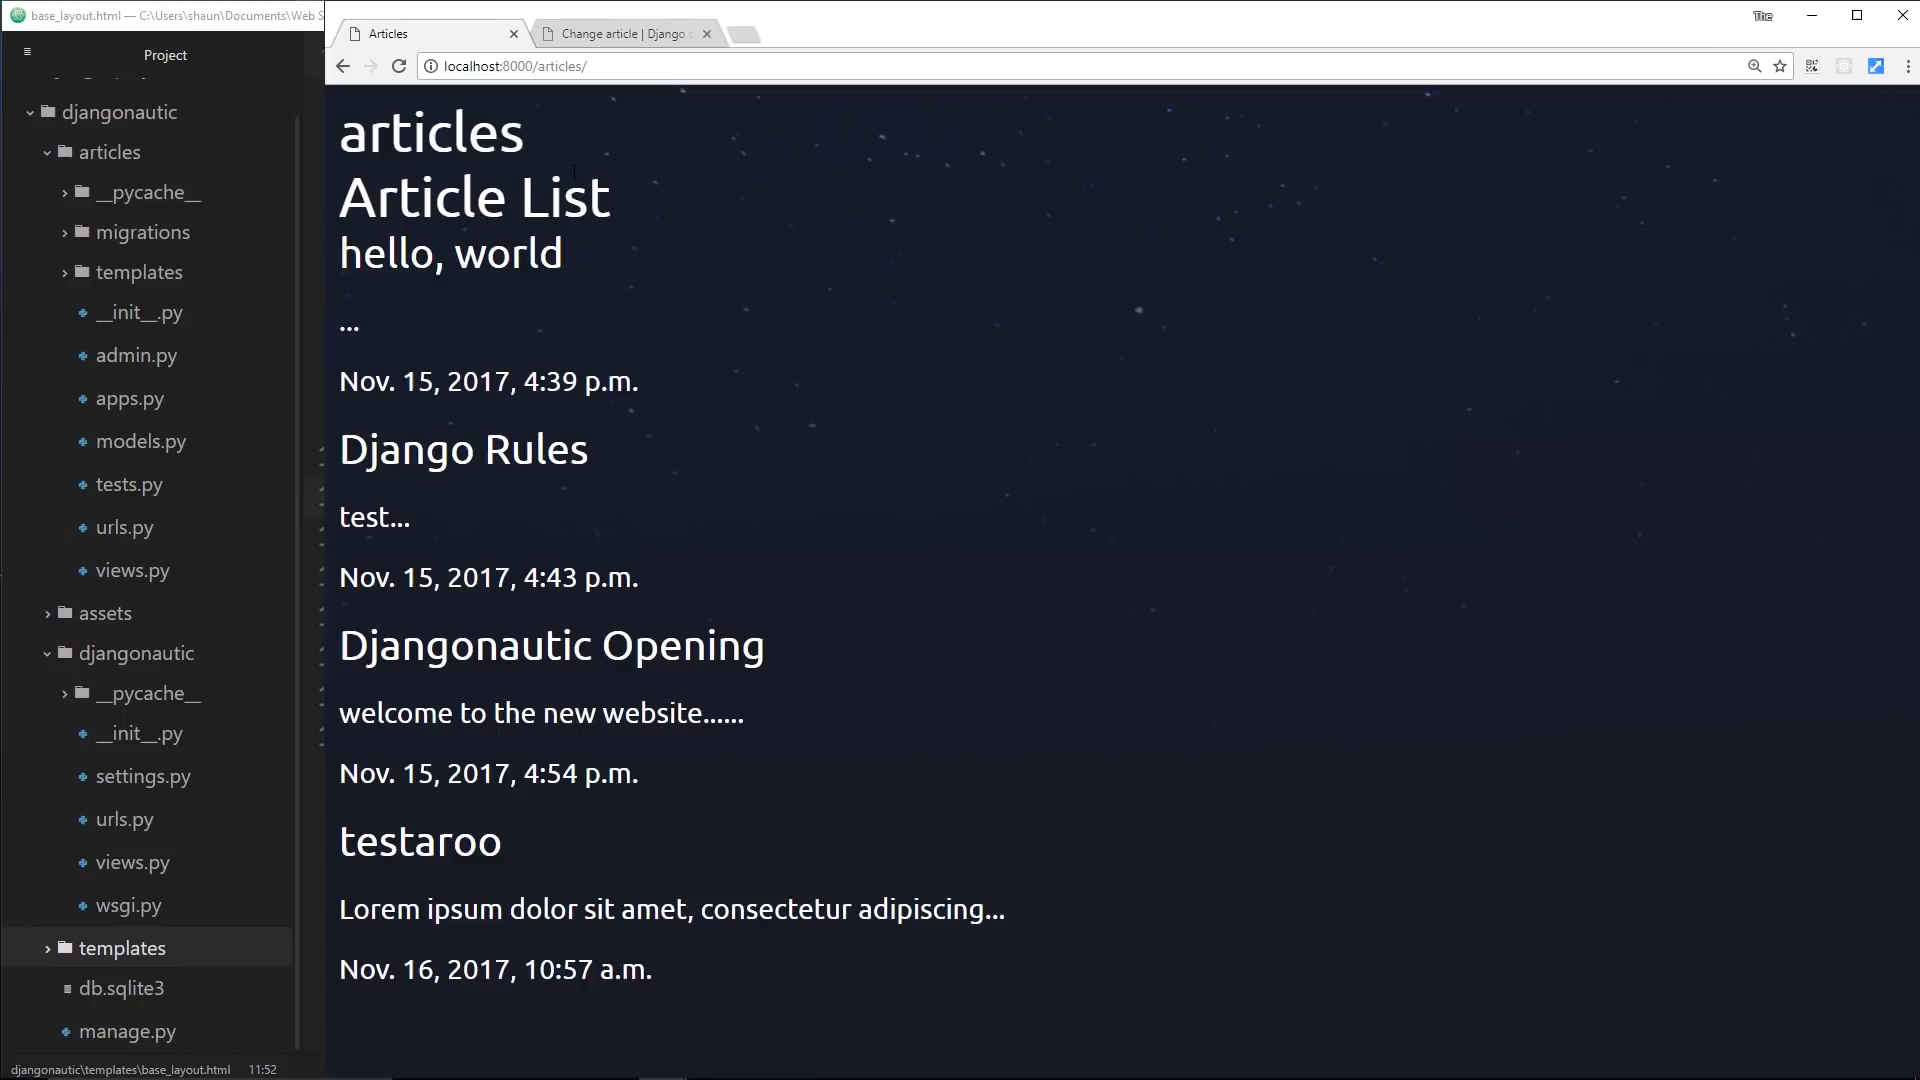 base_layout.html — C:\Users\shaun\Documents\Web S
Project
djangonautic
articles
__pycache__
migrations
templates
__init__.py
admin.py
apps.py
models.py
tests.py
urls.py
views.py
assets
djangonautic
__pycache__
__init__.py
settings.py
urls.py
views.py
wsgi.py
templates
db.sqlite3
manage.py
djangonautic\templates\base_layout.html 11:52
Articles
Change article | Django s
The
localhost:8000/articles/
articles
Article List
hello, world
...
Nov. 15, 2017, 4:39 p.m.
Django Rules
test...
Nov. 15, 2017, 4:43 p.m.
Djangonautic Opening
welcome to the new website......
Nov. 15, 2017, 4:54 p.m.
testaroo
Lorem ipsum dolor sit amet, consectetur adipiscing...
Nov. 16, 2017, 10:57 a.m.